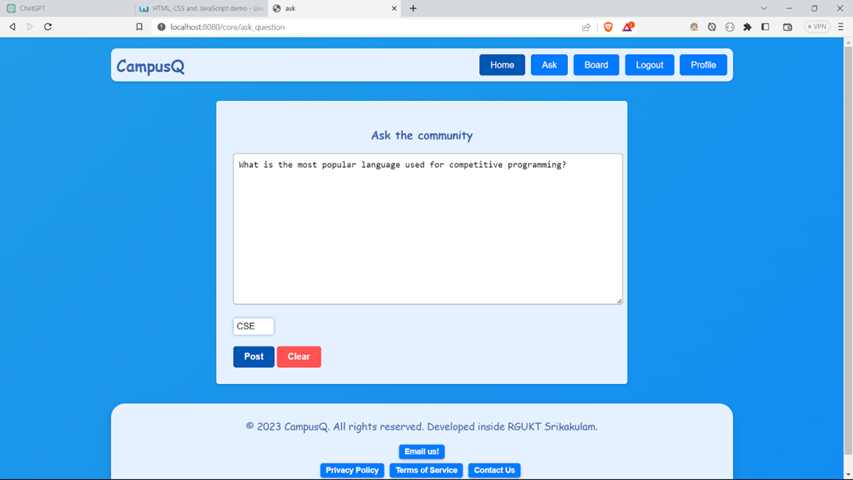 ChatGPT
HTML, CSS and JavaScript demo - Live
ask
localhost:8080/core/ask_question
VPN
CampusQ
Home
Ask
Board
Logout
Profile
Ask the community
What is the most popular language used for competitive programming?
CSE
Post
Clear
© 2023 CampusQ. All rights reserved. Developed inside RGUKT Srikakulam.
Email us!
Privacy Policy
Terms of Service
Contact Us